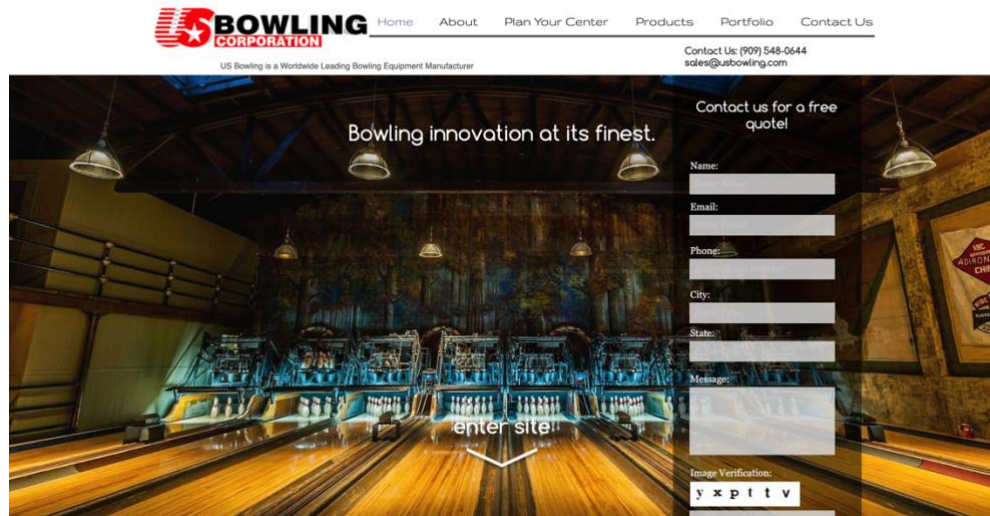 US BOWLING
CORPORATION
US Bowling is a Worldwide Leading Bowling Equipment Manufacturer
Home About Plan Your Center Products Portfolio Contact Us
Contact Us: (909) 548-0644
sales@usbowling.com
Bowling innovation at its finest.
enter site
Contact us for a free
quote!
Name:
Email:
Phone:
City:
State:
Message:
Image Verification:
y x p t t v